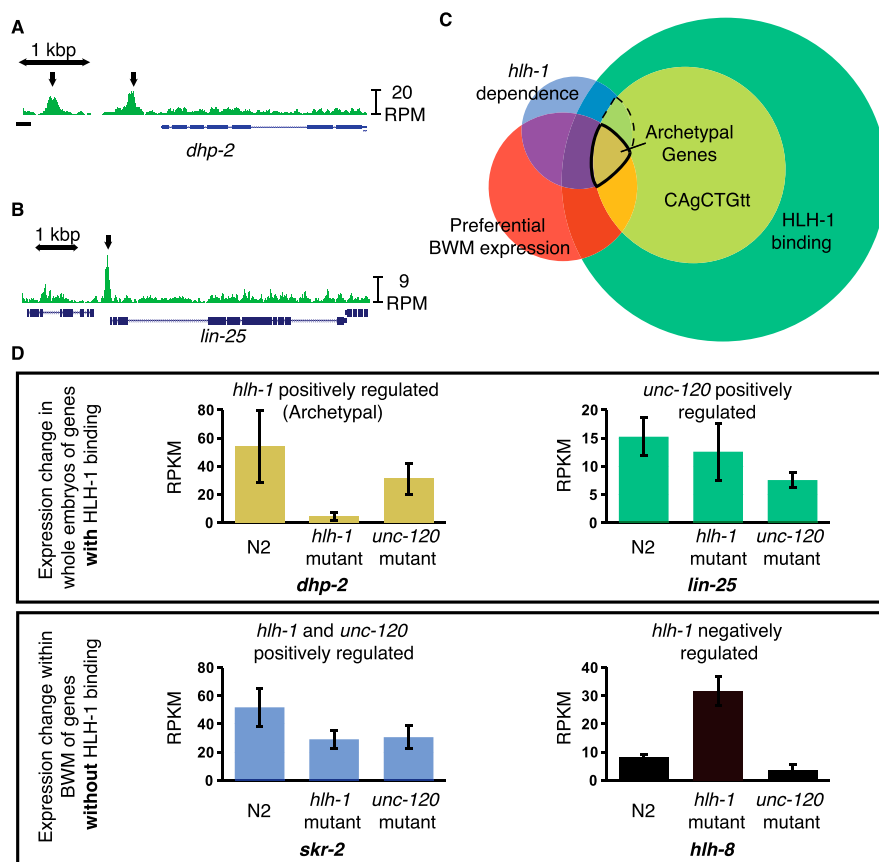 A
1 kbp
20
RPM
dhp-2
B
1 kbp
9
RPM
lin-25
C
hlh-1
dependence
Archetypal
Genes
CAgCTGtt
HLH-1
binding
Preferential
BWM expression
D
Expression change in
whole embryos of genes
with HLH-1 binding
hlh-1 positively regulated
(Archetypal)
RPKM
80
60
40
20
0
N2
hlh-1
mutant
unc-120
mutant
dhp-2
unc-120 positively
regulated
RPKM
20
15
10
5
0
N2
hlh-1
mutant
unc-120
mutant
lin-25
Expression change within
BWM of genes
without HLH-1 binding
hlh-1 and unc-120
positively regulated
RPKM
80
60
40
20
0
N2
hlh-1
mutant
unc-120
mutant
skr-2
hlh-1 negatively
regulated
RPKM
40
30
20
10
0
N2
hlh-1
mutant
unc-120
mutant
hlh-8